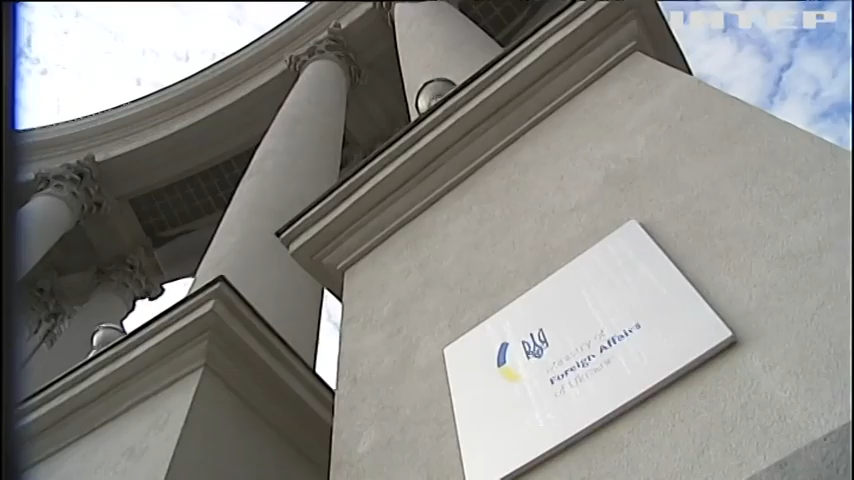 ІНТЕР
Ministry of
Foreign Affairs
of Ukraine